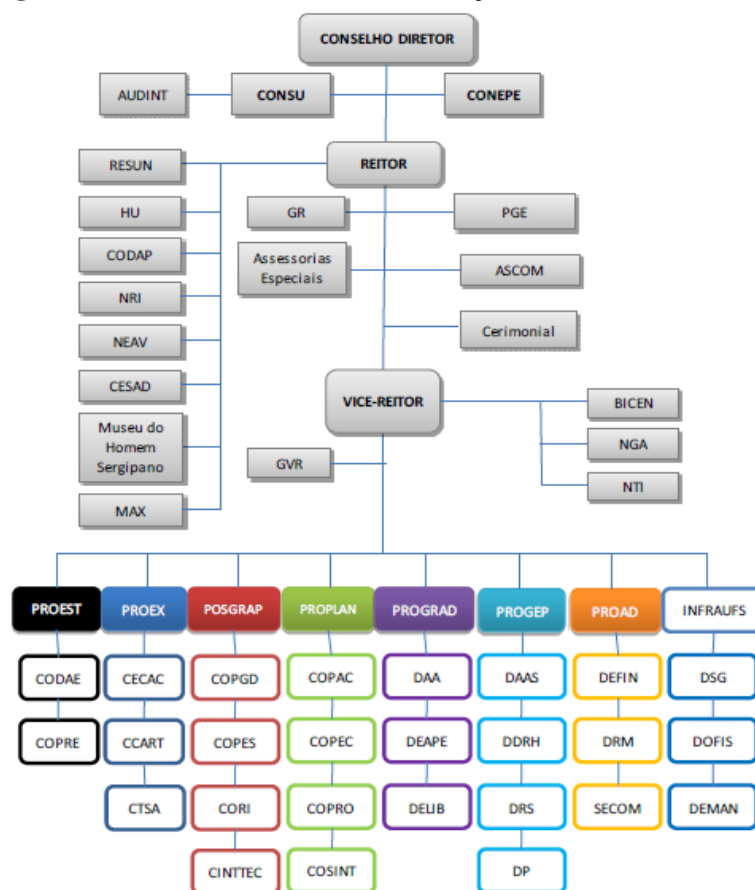 CONSELHO DIRETOR
AUDINT
CONSU
CONEPE
REITOR
RESUN
HU
CODAP
NRI
NEAV
CESAD
Museu do
Homem
Sergipano
MAX
GR
PGE
Assessorias
Especiais
ASCOM
Cerimonial
VICE-REITOR
GVR
BICEN
NGA
NTI
PROEST
PROEX
POSGRAP
PROPLAN
PROGRAD
PROGEP
PROAD
INFRAUFS
CODAE
CECAC
COPGD
COPAC
DAA
DAAS
DEFIN
DSG
COPRE
CCART
COPES
COPEC
DEAPE
DDRH
DRM
DOFIS
CTSA
CORI
COPRO
DELIB
DRS
SECOM
DEMAN
CINTTEC
COSINT
DP